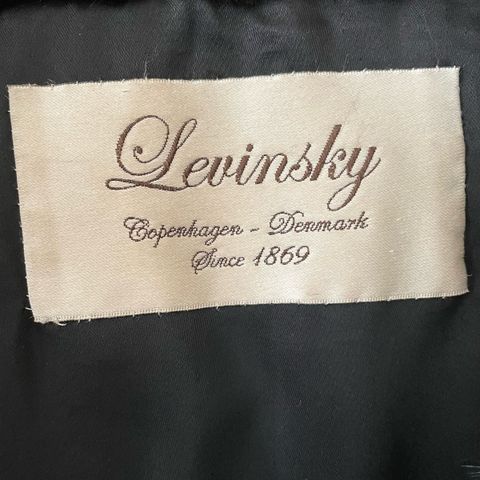 Levinsky
Copenhagen - Denmark
Since 1869